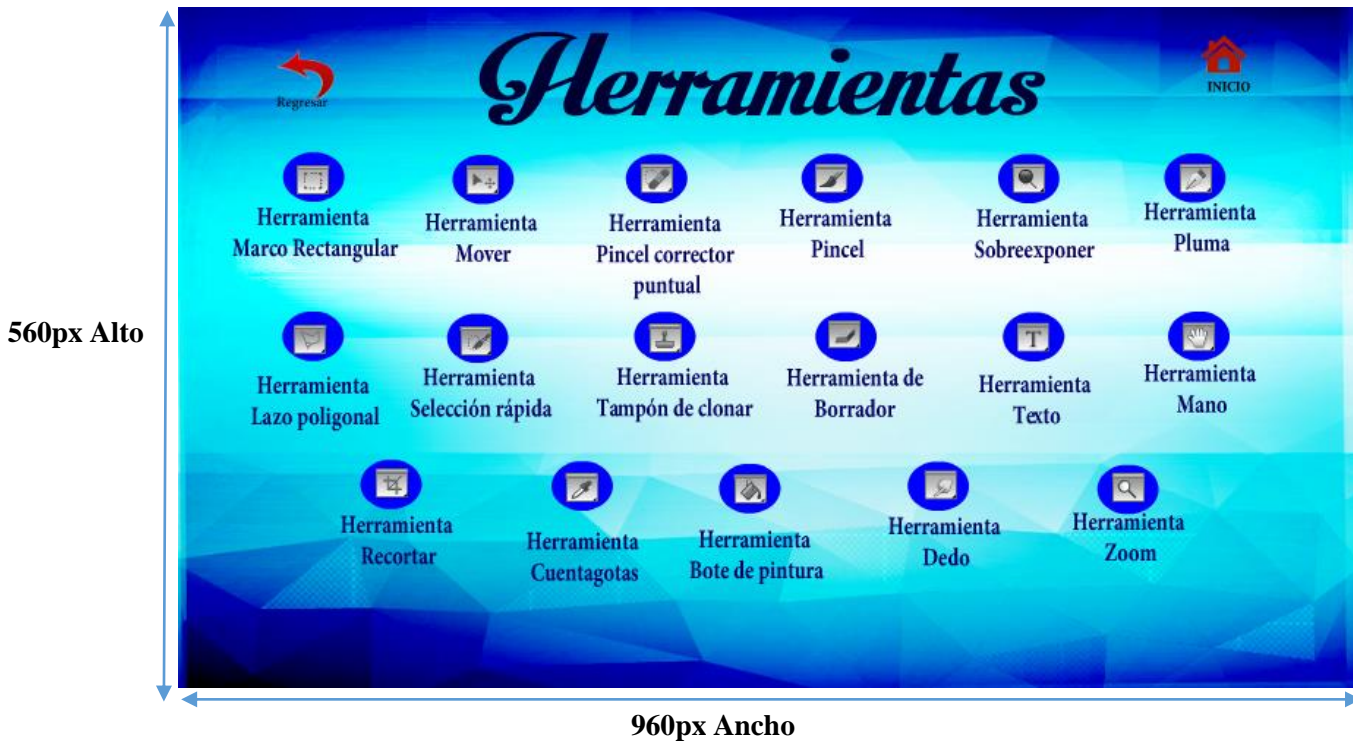 Herramientas
Regresar
INICIO
Herramienta
Marco Rectangular
Herramienta
Mover
Herramienta
Pincel corrector
puntual
Herramienta
Pincel
Herramienta
Sobreexponer
Herramienta
Pluma
560px Alto
Herramienta
Lazo poligonal
Herramienta
Selección rápida
Herramienta
Tampón de clonar
Herramienta de
Borrador
T
Herramienta
Texto
Herramienta
Mano
Herramienta
Recortar
Herramienta
Cuentagotas
Herramienta
Bote de pintura
Herramienta
Dedo
Herramienta
Zoom
960px Ancho